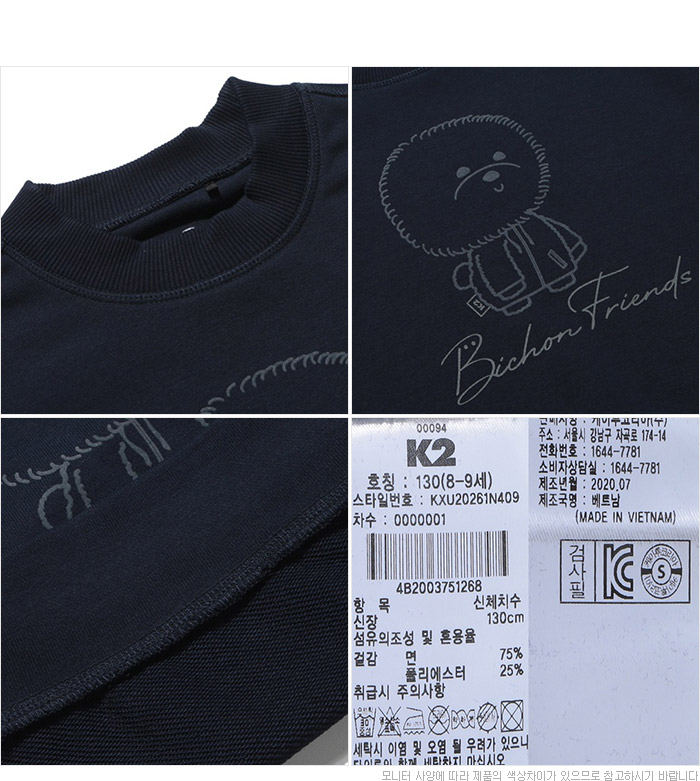 Bichon Friends
K2
00094
K2
호칭 : 130(8-9세)
스타일번호 : KXU20261N409
차수 : 0000001
4B2003751268
항 목 신체치수
신장 130cm
섬유의조성 및 혼용율
겉감 면 75%
폴리에스터 25%
취급시 주의사항
세탁시 이염 및 오염 될 우려가 있으니
주소 : 서울시 강남구 자곡로 174-14
전화번호 : 1644-7781
소비자상담실 : 1644-7781
제조년월 : 2020,07
제조국명 : 베트남
(MADE IN VIETNAM)
검사필
KC
S
모니터 사양에 따라 제품의 색상차이가 있으므로 참고하시기 바랍니다